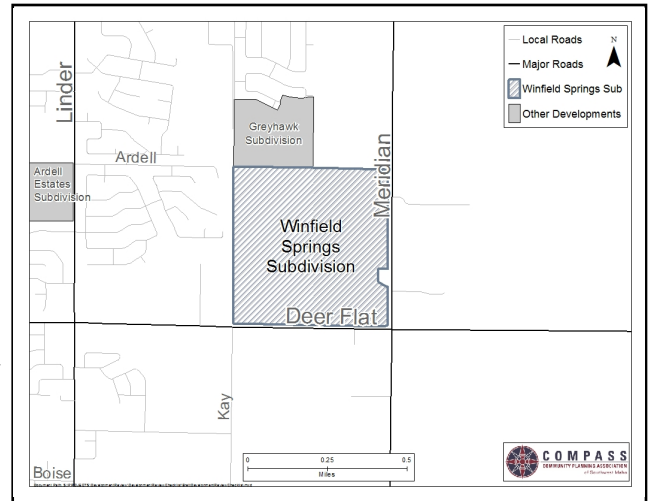 Local Roads
N
Major Roads
Winfield Springs Sub
Other Developments
Linder
Greyhawk
Subdivision
Meridian
Ardell
Ardell
Estates
Subdivision
Winfield
Springs
Subdivision
Deer Flat
Kay
0 0.25 0.5
Miles
Boise
COMPASS
COMMUNITY PLANNING ASSOCIATION
of Southwest Idaho